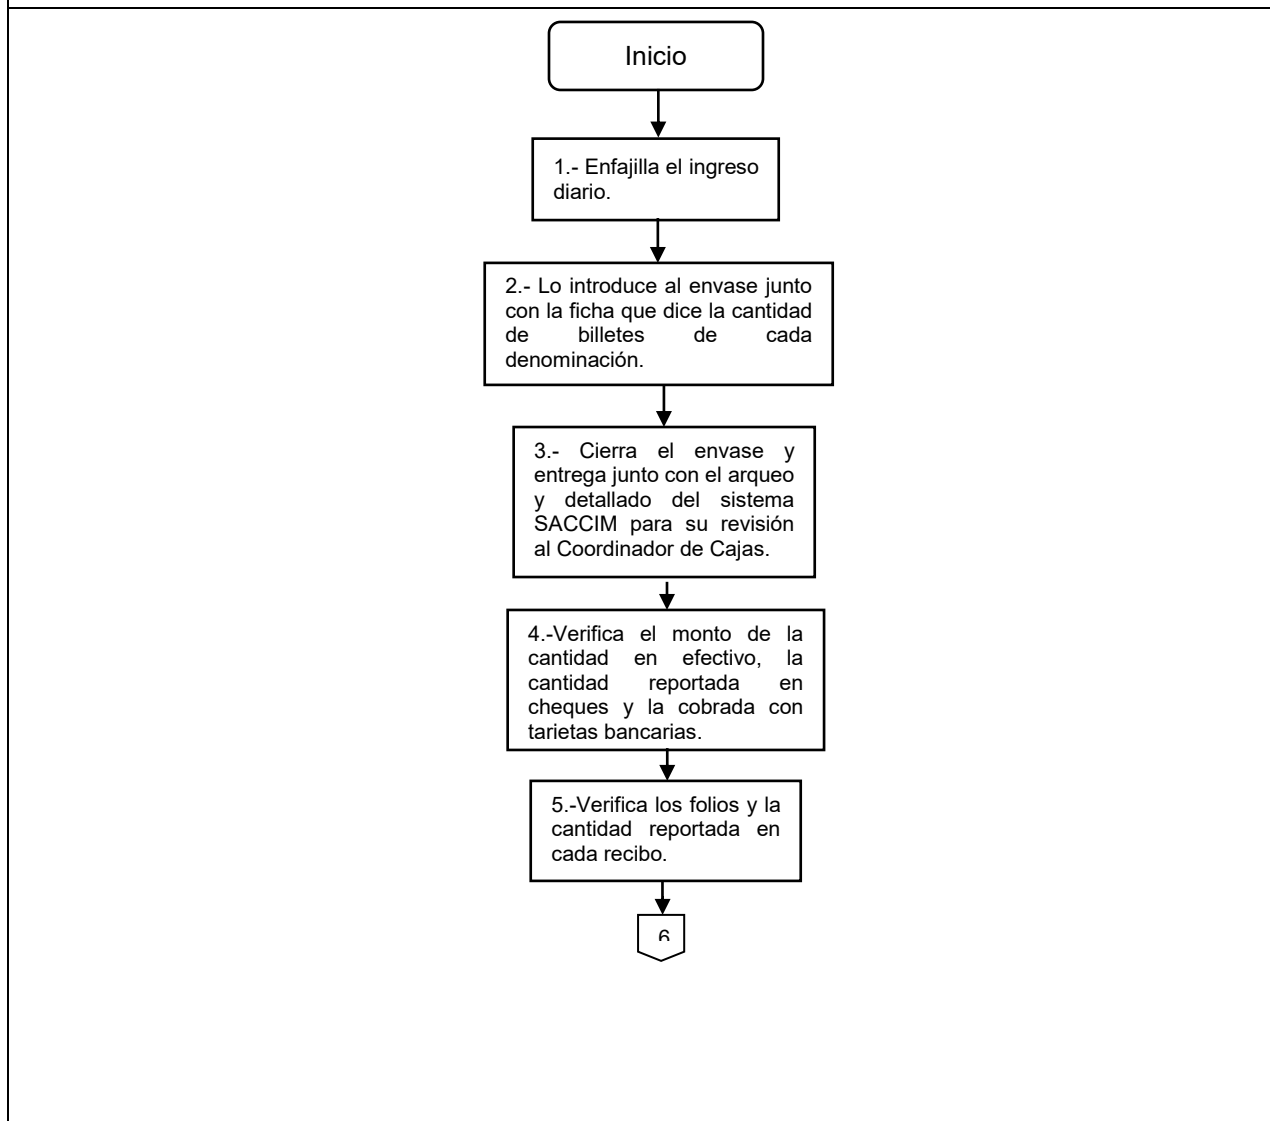 Inicio
1.- Enfajilla el ingreso
diario.
2.- Lo introduce al envase junto
con la ficha que dice la cantidad
de billetes de cada
denominación.
3.- Cierra el envase y
entrega junto con el arqueo
y detallado del sistema
SACCIM para su revisión
al Coordinador de Cajas.
4.-Verifica el monto de la
cantidad en efectivo, la
cantidad reportada en
cheques y la cobrada con
tarjetas bancarias.
5.-Verifica los folios y la
cantidad reportada en
cada recibo.
6